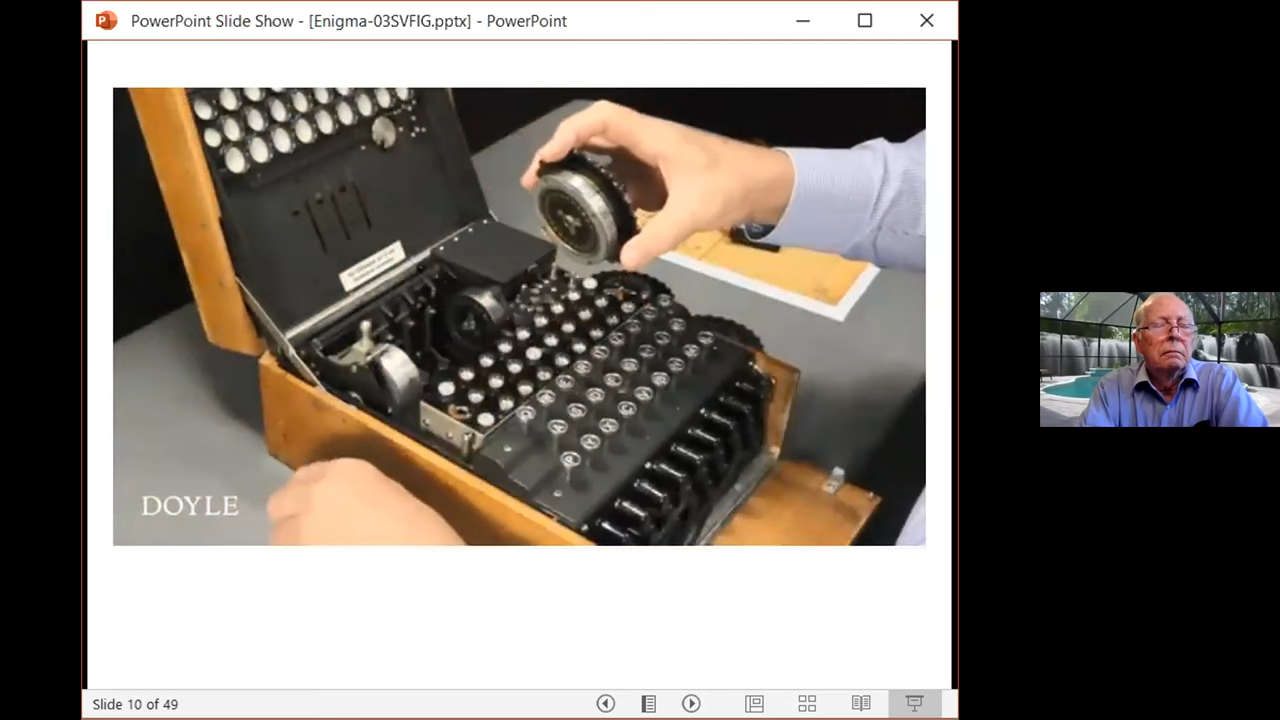 PowerPoint Slide Show - [Enigma-03SVFIG.pptx] - PowerPoint
DOYLE
Slide 10 of 49